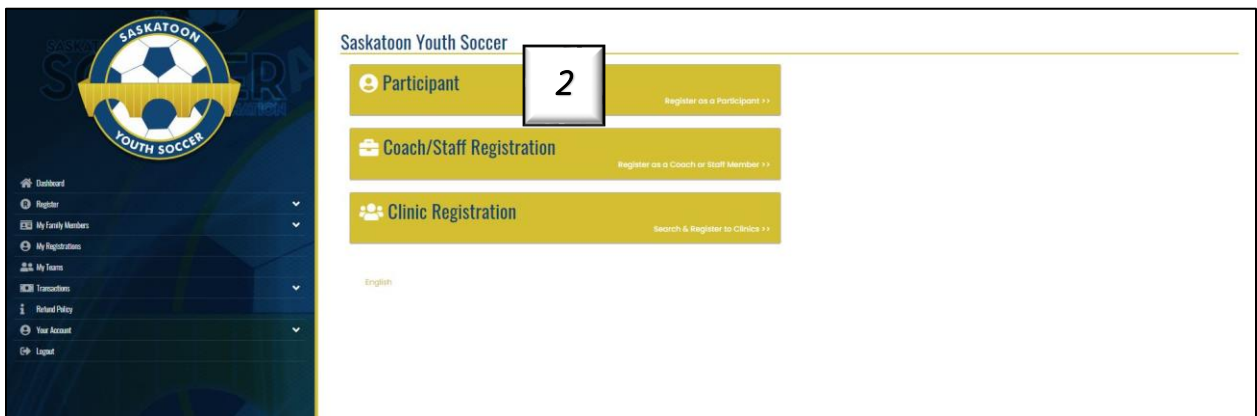 SASKATOON
YOUTH SOCCER
Dashboard
Register
My Family Members
My Registrations
My Teams
Transactions
Refund Policy
Your Account
Logout
Saskatoon Youth Soccer
Participant
2
Register as a Participant >>
Coach/Staff Registration
Register as a Coach or Staff Member >>
Clinic Registration
Search & Register to Clinics >>
English